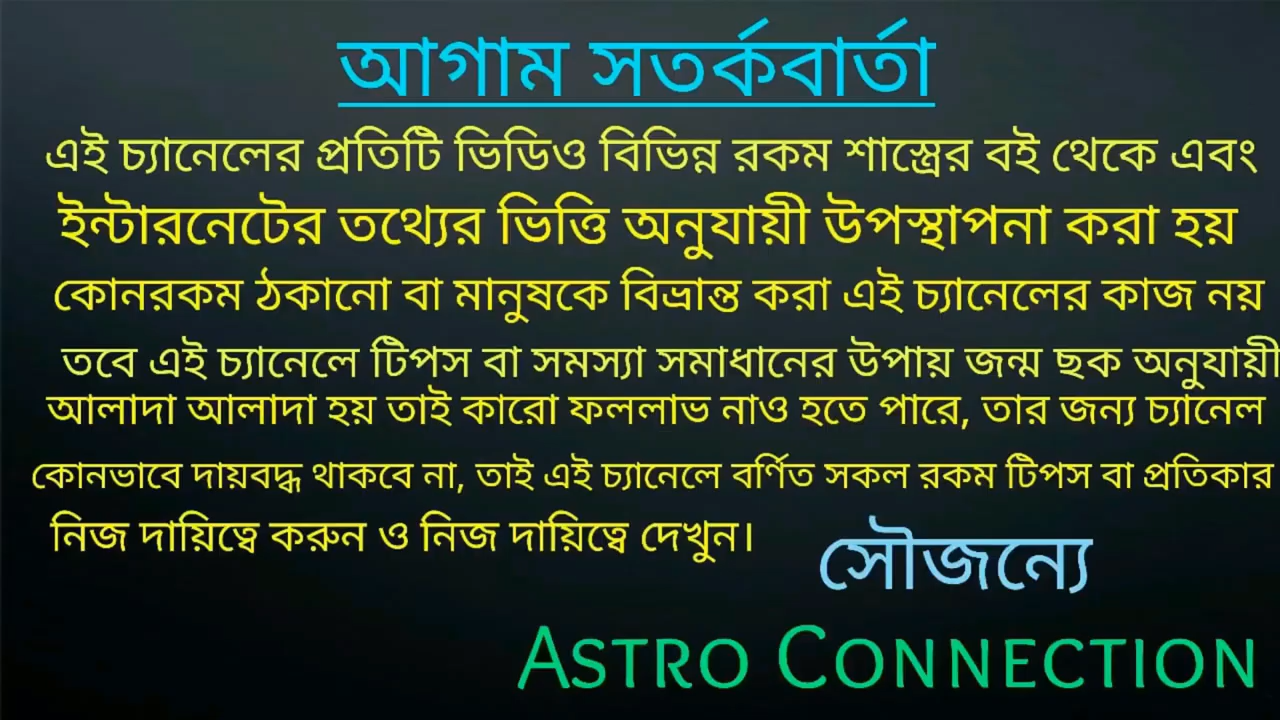 আগাম সতর্কবার্তা
এই চ্যানেলের প্রতিটি ভিডিও বিভিন্ন রকম শাস্ত্রের বই থেকে এবং
ইন্টারনেটের তথ্যের ভিত্তি অনুযায়ী উপস্থাপনা করা হয়
কোনরকম ঠকানো বা মানুষকে বিভ্রান্ত করা এই চ্যানেলের কাজ নয়
তবে এই চ্যানেলে টিপস বা সমস্যা সমাধানের উপায় জন্ম ছক অনুযায়ী
আলাদা আলাদা হয় তাই কারো ফললাভ নাও হতে পারে, তার জন্য চ্যানেল
কোনভাবে দায়বদ্ধ থাকবে না, তাই এই চ্যানেলে বর্ণিত সকল রকম টিপস বা প্রতিকার
নিজ দায়িত্বে করুন ও নিজ দায়িত্বে দেখুন।
সৌজন্যে
ASTRO CONNECTION